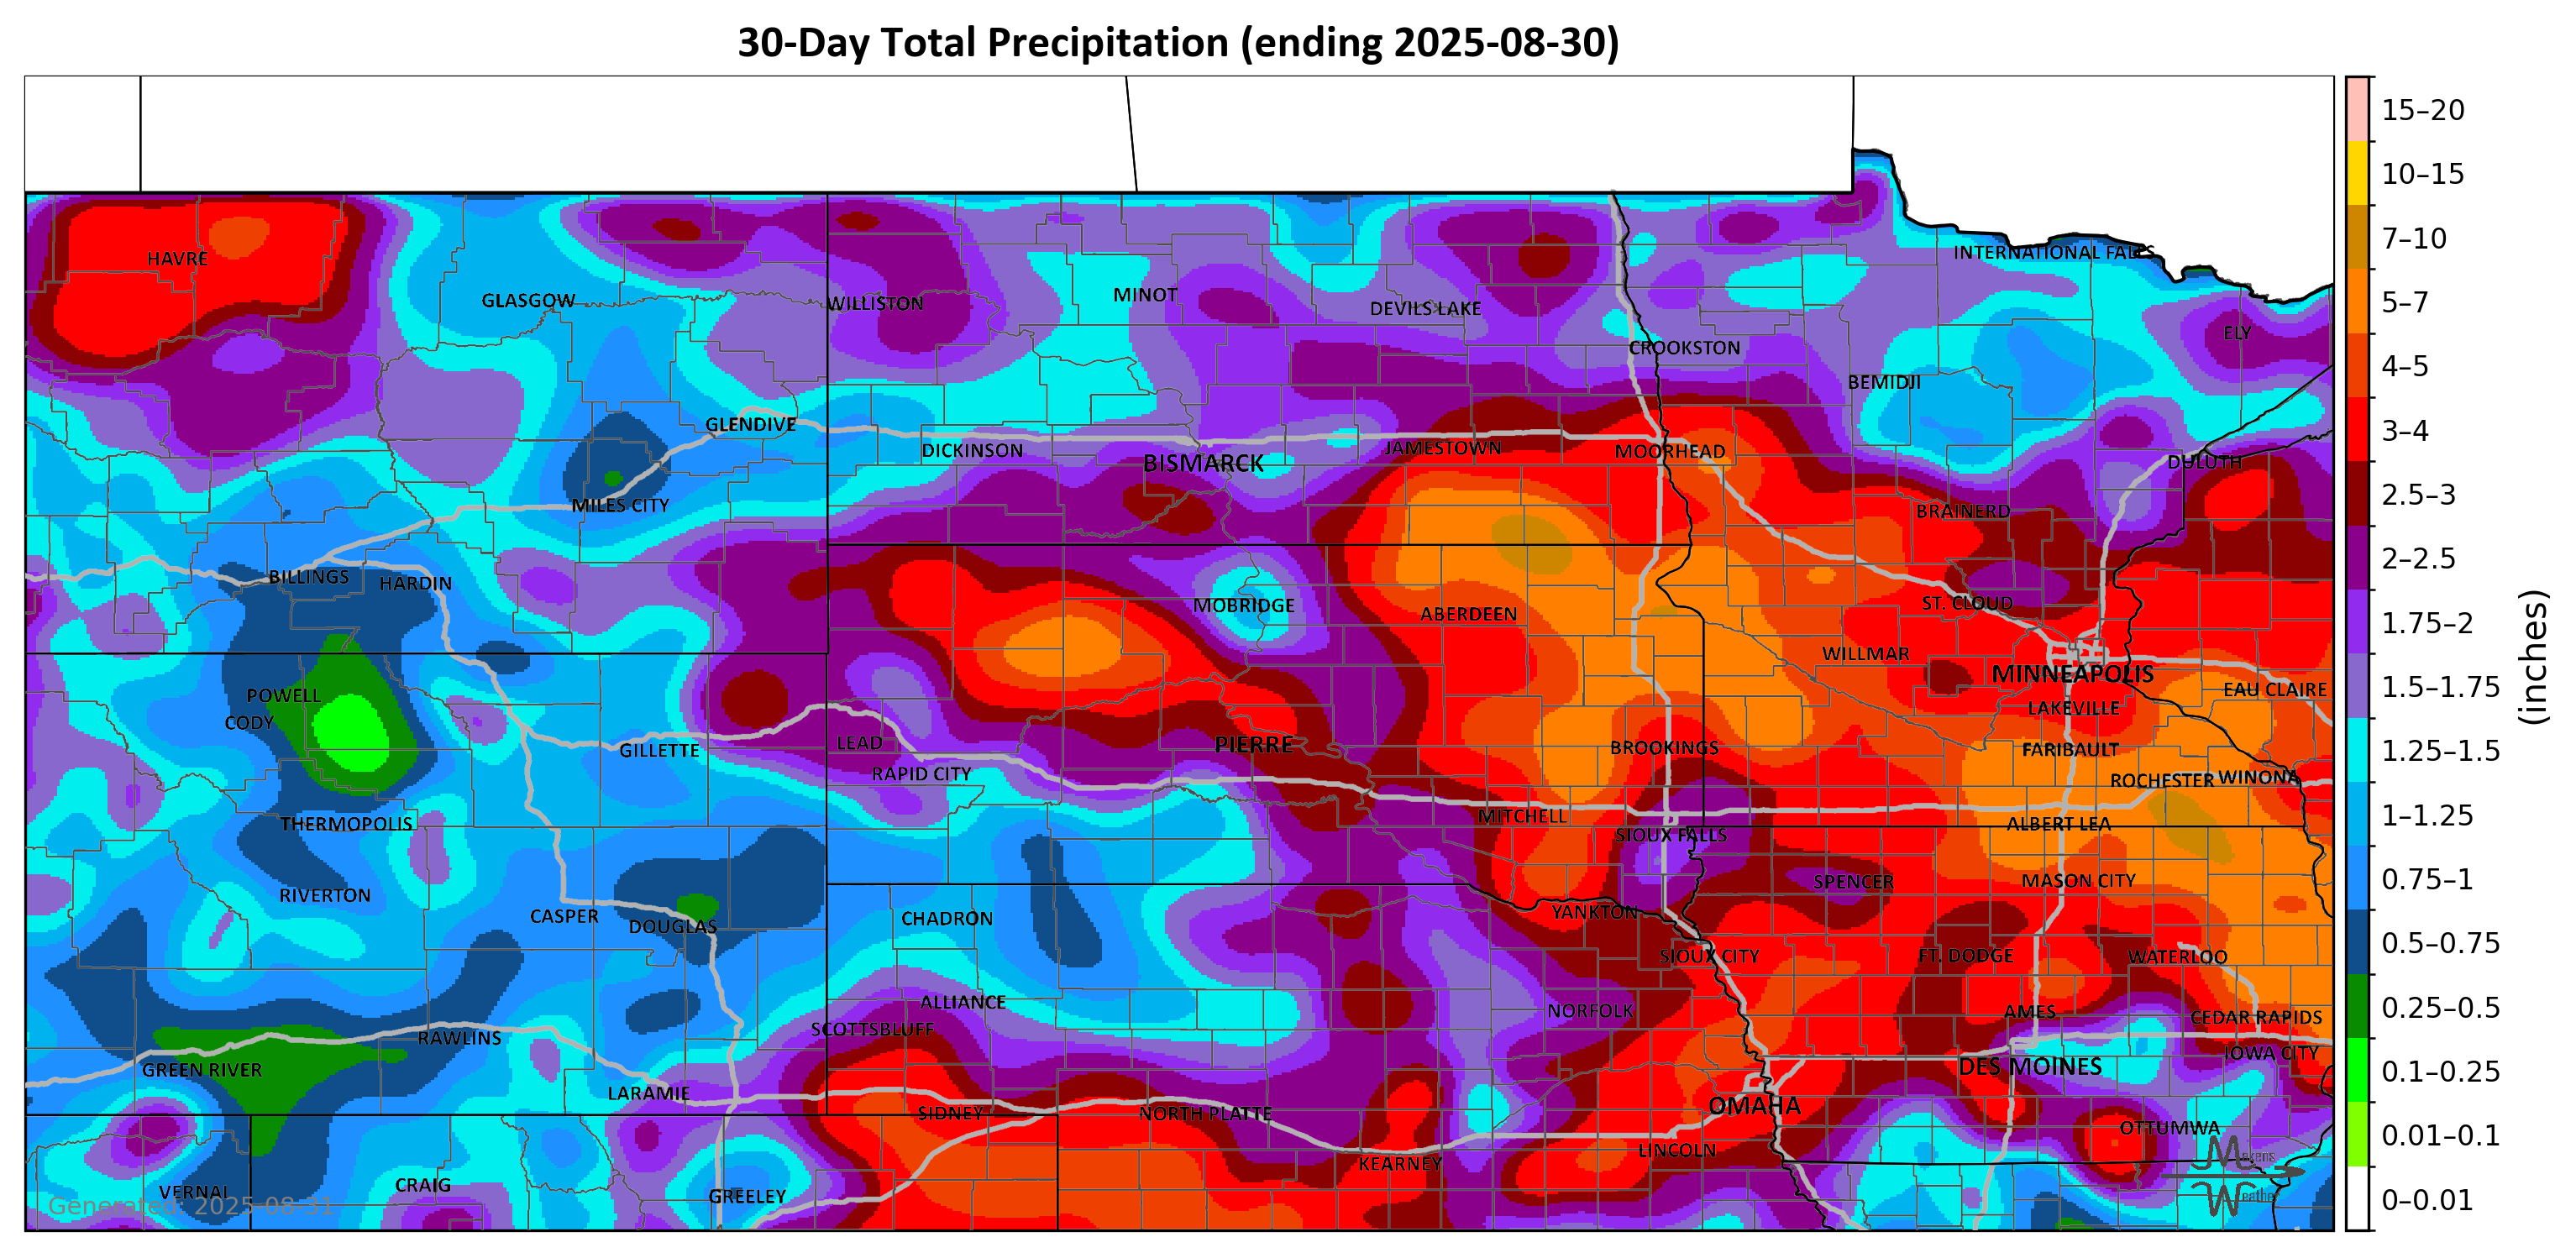 30-Day Total Precipitation (ending 2025-08-30)
15–20
10–15
7–10
5–7
4–5
3–4
2.5–3
2–2.5
1.75–2
1.5–1.75
1.25–1.5
1–1.25
0.75–1
0.5–0.75
0.25–0.5
0.1–0.25
0.01–0.1
0–0.01
(inches)
INTERNATIONAL FALLS
HAVRE
GLASGOW
WILLISTON
MINOT
DEVILS LAKE
ELY
CROOKSTON
BEMIDJI
GLENDIVE
DICKINSON
BISMARCK
JAMESTOWN
MOORHEAD
DULUTH
MILES CITY
BRAINERD
BILLINGS
HARDIN
MOBRIDGE
ABERDEEN
ST. CLOUD
WILLMAR
MINNEAPOLIS
POWELL
EAU CLAIRE
CODY
LAKEVILLE
GILLETTE
LEAD
PIERRE
BROOKINGS
FARIBAULT
RAPID CITY
ROCHESTER
WINONA
THERMOPOLIS
MITCHELL
ALBERT LEA
SIOUX FALLS
RIVERTON
SPENCER
MASON CITY
CASPER
DOUGLAS
CHADRON
YANKTON
SIOUX CITY
FT. DODGE
WATERLOO
ALLIANCE
NORFOLK
AMES
SCOTTSBLUFF
CEDAR RAPIDS
RAWLINS
IOWA CITY
GREEN RIVER
DES MOINES
LARAMIE
SIDNEY
NORTH PLATTE
OMAHA
OTTUMWA
LINCOLN
KEARNEY
VERNAL
CRAIG
GREELEY
Generated: 2025-08-31
Makens
Weather